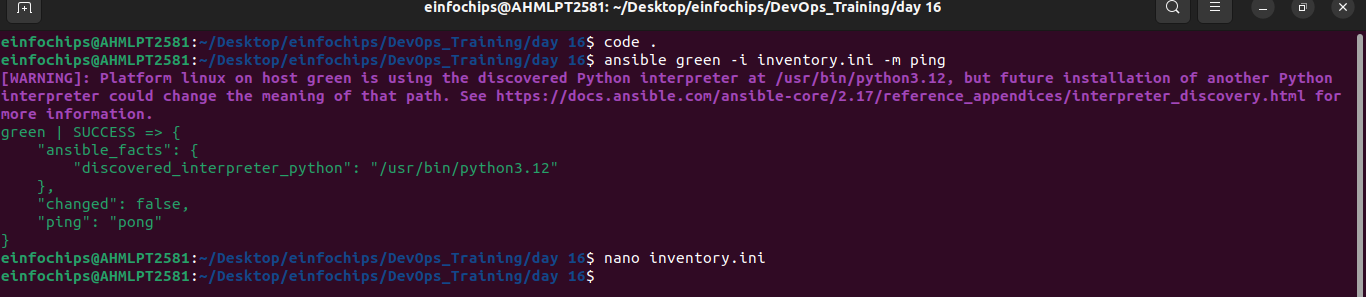 einfochips@AHMLPT2581: ~/Desktop/einfochips/DevOps_Training/day 16
einfochips@AHMLPT2581:~/Desktop/einfochips/DevOps_Training/day 16$ code .
einfochips@AHMLPT2581:~/Desktop/einfochips/DevOps_Training/day 16$ ansible green -i inventory.ini -m ping
[WARNING]: Platform linux on host green is using the discovered Python interpreter at /usr/bin/python3.12, but future installation of another Python
interpreter could change the meaning of that path. See https://docs.ansible.com/ansible-core/2.17/reference_appendices/interpreter_discovery.html for
more information.
green | SUCCESS => {
    "ansible_facts": {
        "discovered_interpreter_python": "/usr/bin/python3.12"
    },
    "changed": false,
    "ping": "pong"
}
einfochips@AHMLPT2581:~/Desktop/einfochips/DevOps_Training/day 16$ nano inventory.ini
einfochips@AHMLPT2581:~/Desktop/einfochips/DevOps_Training/day 16$